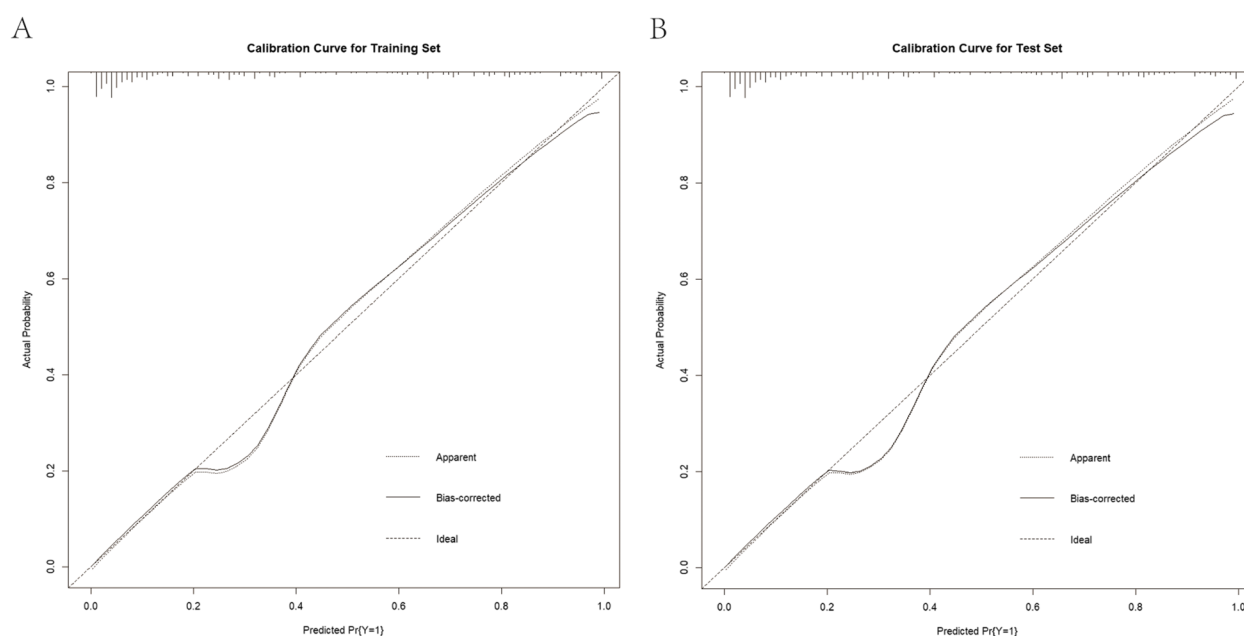 A
Calibration Curve for Training Set
1.0
0.8
0.6
0.4
0.2
0.0
Actual Probability
Apparent
Bias-corrected
Ideal
0.0 0.2 0.4 0.6 0.8 1.0
Predicted Pr{Y=1}
B
Calibration Curve for Test Set
1.0
0.8
0.6
0.4
0.2
0.0
Actual Probability
Apparent
Bias-corrected
Ideal
0.0 0.2 0.4 0.6 0.8 1.0
Predicted Pr{Y=1}